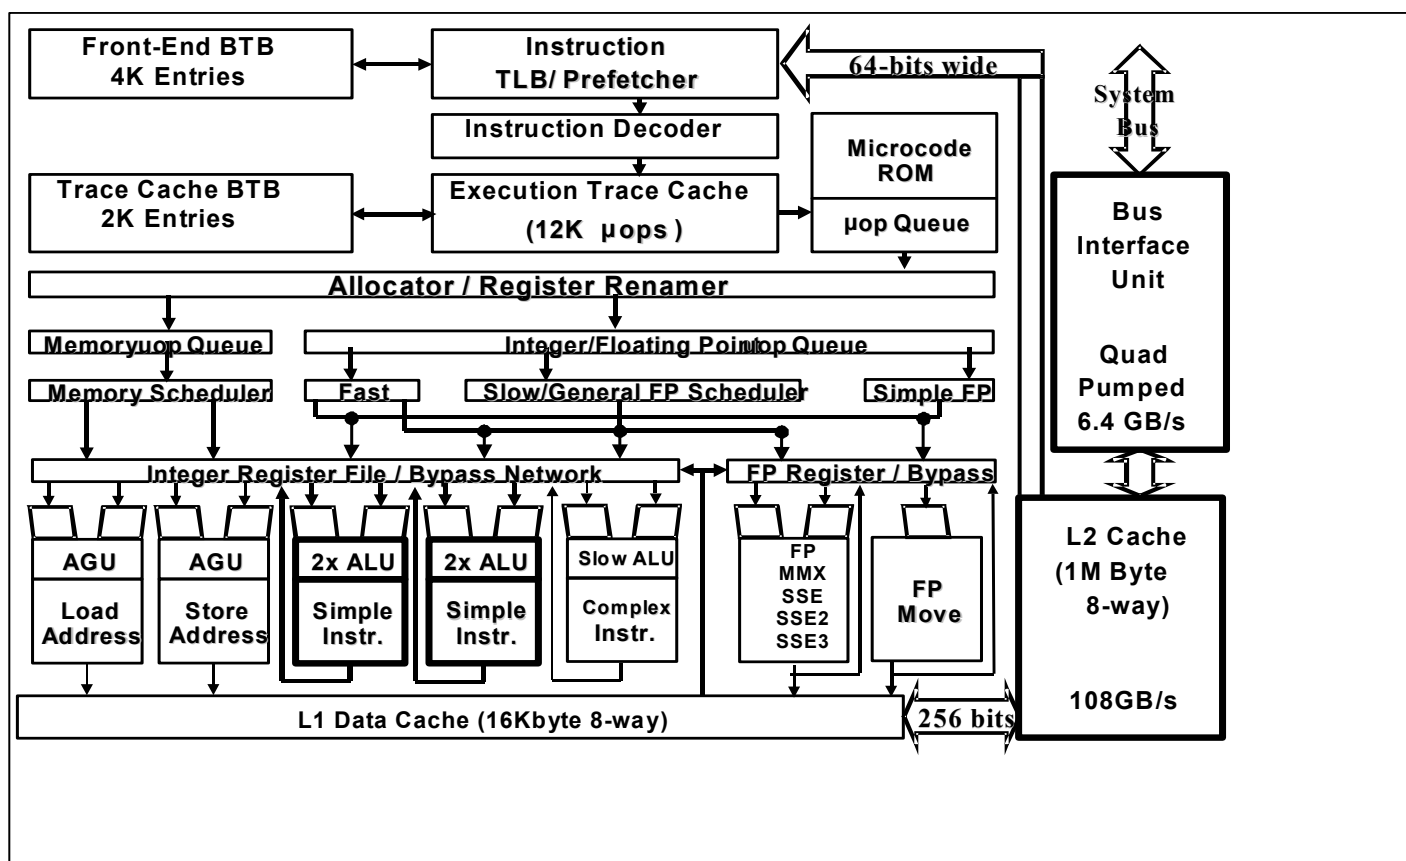 Front-End BTB
4K Entries
Instruction
TLB/ Prefetcher
64-bits wide
System
Bus
Instruction Decoder
Microcode
ROM
Trace Cache BTB
2K Entries
Execution Trace Cache
(12K µops )
µop Queue
Bus
Interface
Unit
Quad
Pumped
6.4 GB/s
Allocator / Register Renamer
Memoryuop Queue
Integer/Floating Pointuop Queue
Memory Scheduler
Fast
Slow/General FP Scheduler
Simple FP
Integer Register File / Bypass Network
FP Register / Bypass
AGU
Load
Address
AGU
Store
Address
2x ALU
Simple
Instr.
2x ALU
Simple
Instr.
Slow ALU
Complex
Instr.
FP
MMX
SSE
SSE2
SSE3
FP
Move
L2 Cache
(1M Byte
8-way)
108GB/s
L1 Data Cache (16Kbyte 8-way)
256 bits